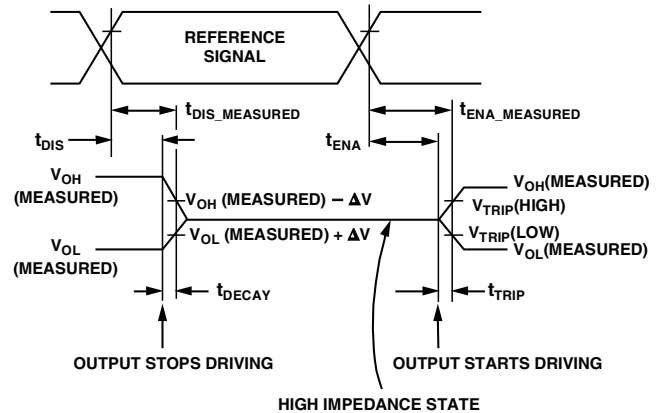 REFERENCE
SIGNAL
tDIS_MEASURED
tENA_MEASURED
tDIS
tENA
VOH
(MEASURED)
VOH (MEASURED) – ΔV
VOH(MEASURED)
VTRIP(HIGH)
VOL
(MEASURED)
VOL (MEASURED) + ΔV
VTRIP(LOW)
VOL(MEASURED)
tDECAY
tTRIP
OUTPUT STOPS DRIVING
OUTPUT STARTS DRIVING
HIGH IMPEDANCE STATE